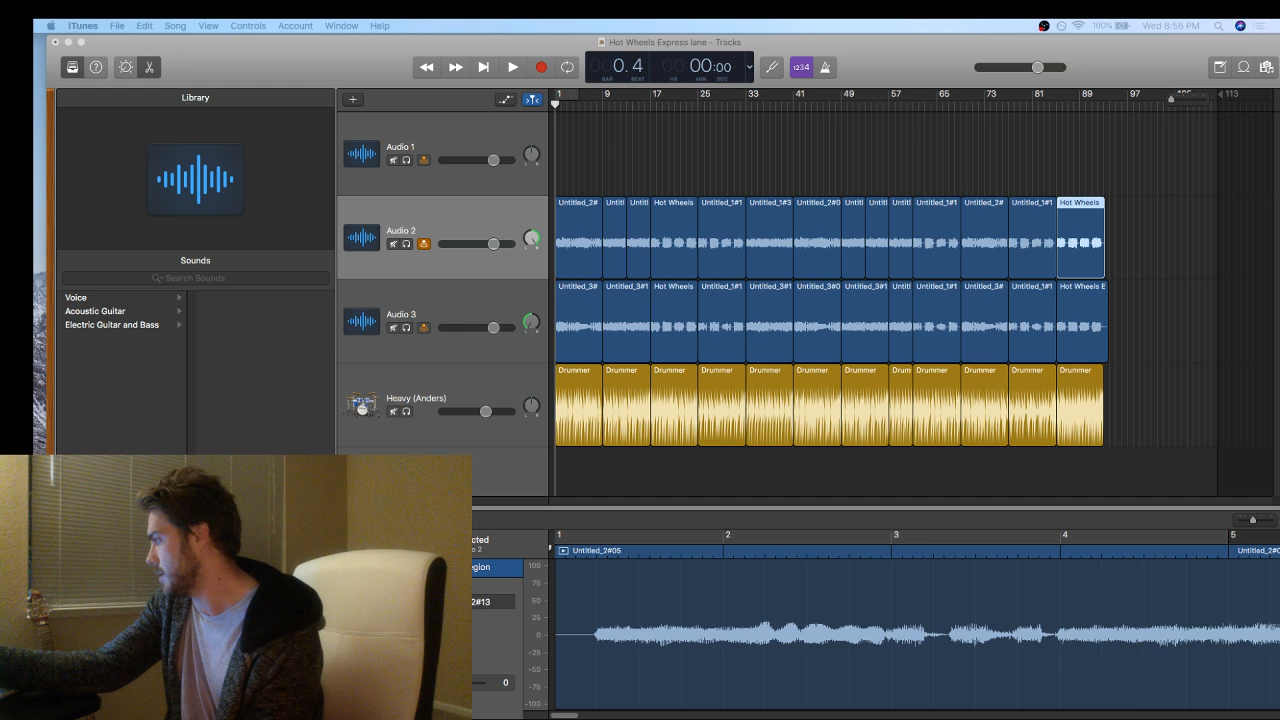 iTunes File Edit Song View Controls Account Window Help 100% Wed 8:56 PM
Hot Wheels Express lane - Tracks
000.4 00:00:00
BAR BEAT HR MIN SEC
1234
Library
1 9 17 25 33 41 49 57 65 73 81 89 97 105 113
Audio 1
L R
Untitled_2# Untitl Untitl Hot Wheels Untitled_1#1 Untitled_1#3 Untitled_2#0 Untitl Untitl Untitl Untitled_1#1 Untitled_2# Untitled_1#1 Hot Wheels
Audio 2
L R
Sounds
Search Sounds
Untitled_3# Untitled_3#1 Hot Wheels Untitled_1#1 Untitled_3#1 Untitled_3#0 Untitled_3#1 Untitl Untitled_1#1 Untitled_3# Untitled_1#1 Hot Wheels E
Voice
Acoustic Guitar
Electric Guitar and Bass
Audio 3
L R
Drummer Drummer Drummer Drummer Drummer Drummer Drummer Drum Drummer Drummer Drummer Drummer
Heavy (Anders)
L R
1 2 3 4 5
cted
o 2
Untitled_2#05 Untitled_2#0
egion
100
75
50
25
0
-25
-50
-75
-100
2#13
0